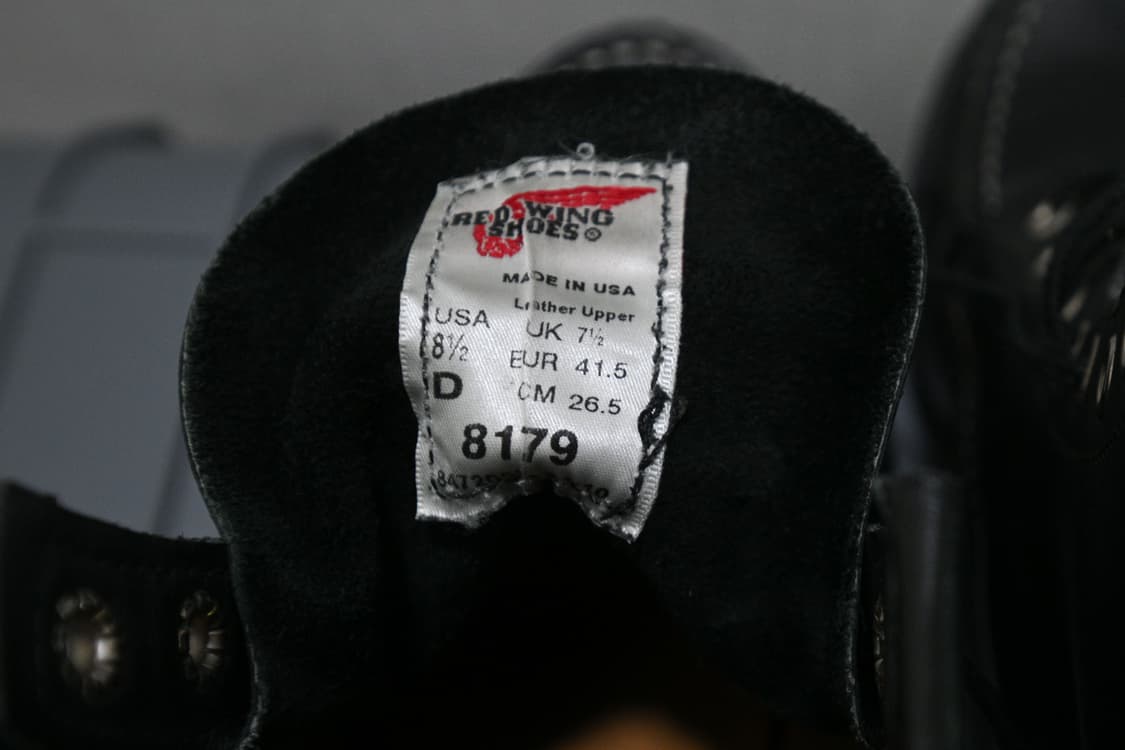 RED WING
SHOES®
MADE IN USA
Leather Upper
USA UK 7½
8½ EUR 41.5
D CM 26.5
8179